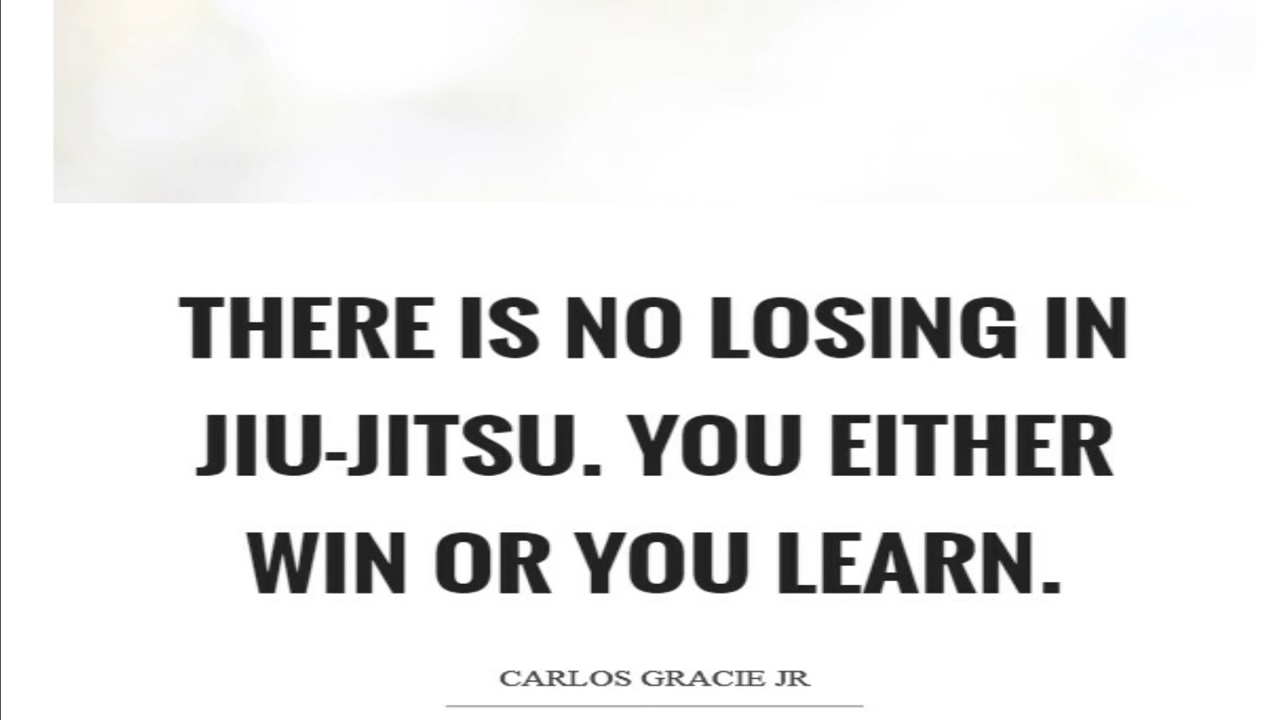 THERE IS NO LOSING IN
JIU-JITSU. YOU EITHER
WIN OR YOU LEARN.
CARLOS GRACIE JR